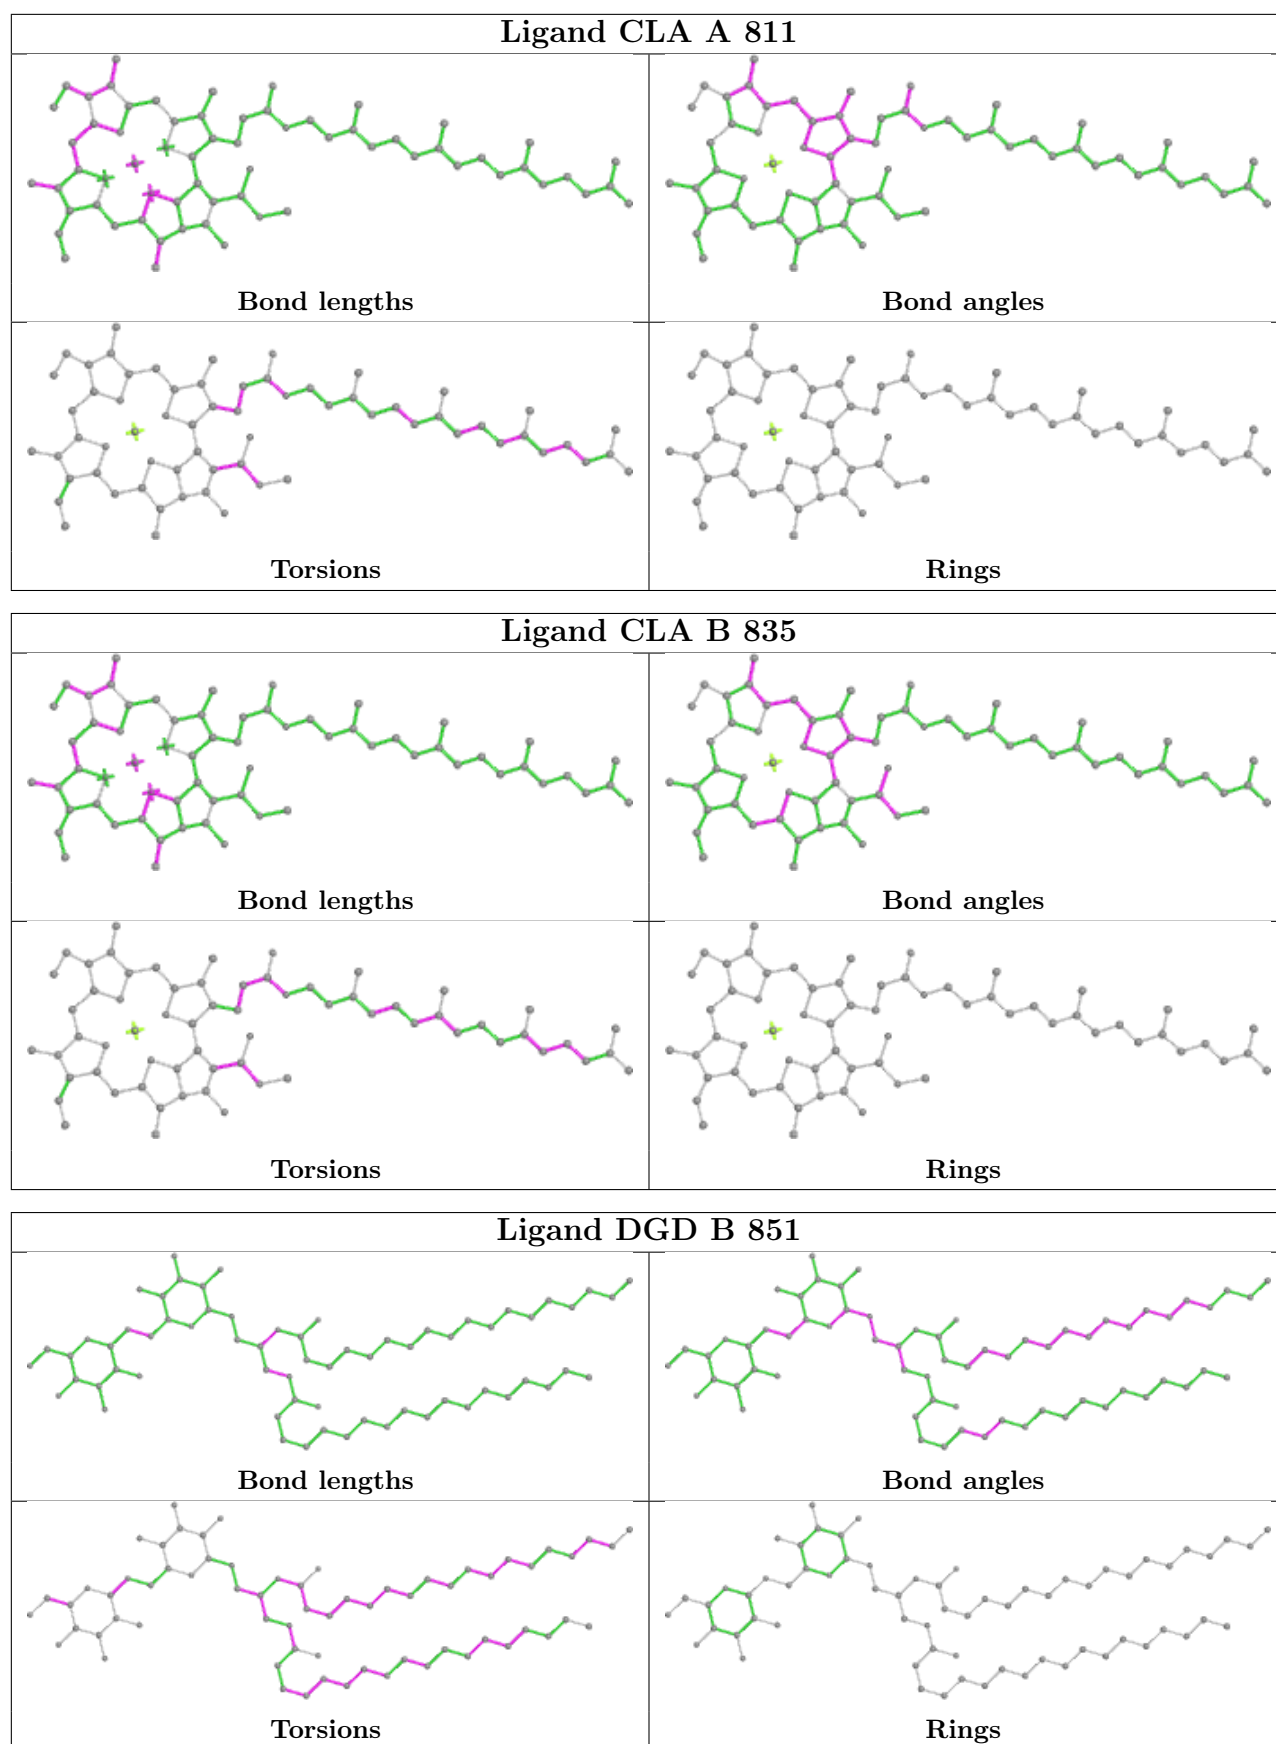 Ligand CLA A 811
Bond lengths
Bond angles
Torsions
Rings
Ligand CLA B 835
Bond lengths
Bond angles
Torsions
Rings
Ligand DGD B 851
Bond lengths
Bond angles
Torsions
Rings